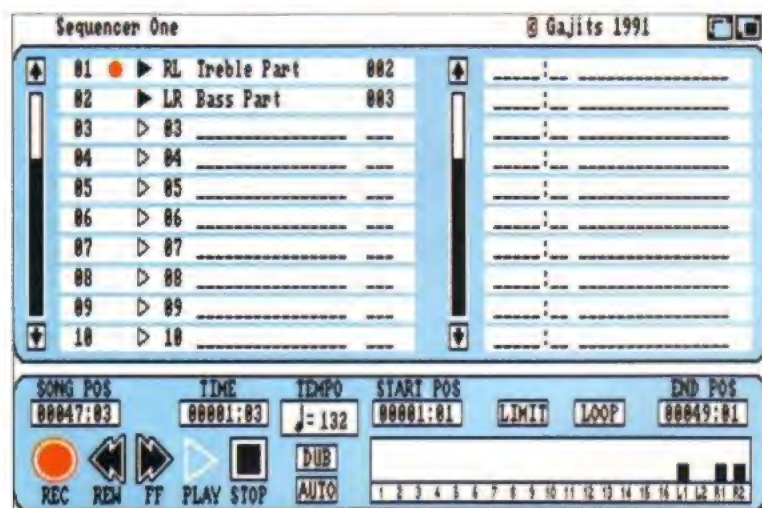 Sequencer One © Gajits 1991
01 RL Treble Part 002
02 LR Bass Part 003
03 03
04 04
05 05
06 06
07 07
08 08
09 09
10 10
SONG POS TIME TEMPO START POS END POS
00047:03 00001:03 ♩=132 00001:01 LIMIT LOOP 00049:01
DUB
REC REW FF PLAY STOP AUTO 1 2 3 4 5 6 7 8 9 10 11 12 13 14 15 16 L1 L2 R1 R2